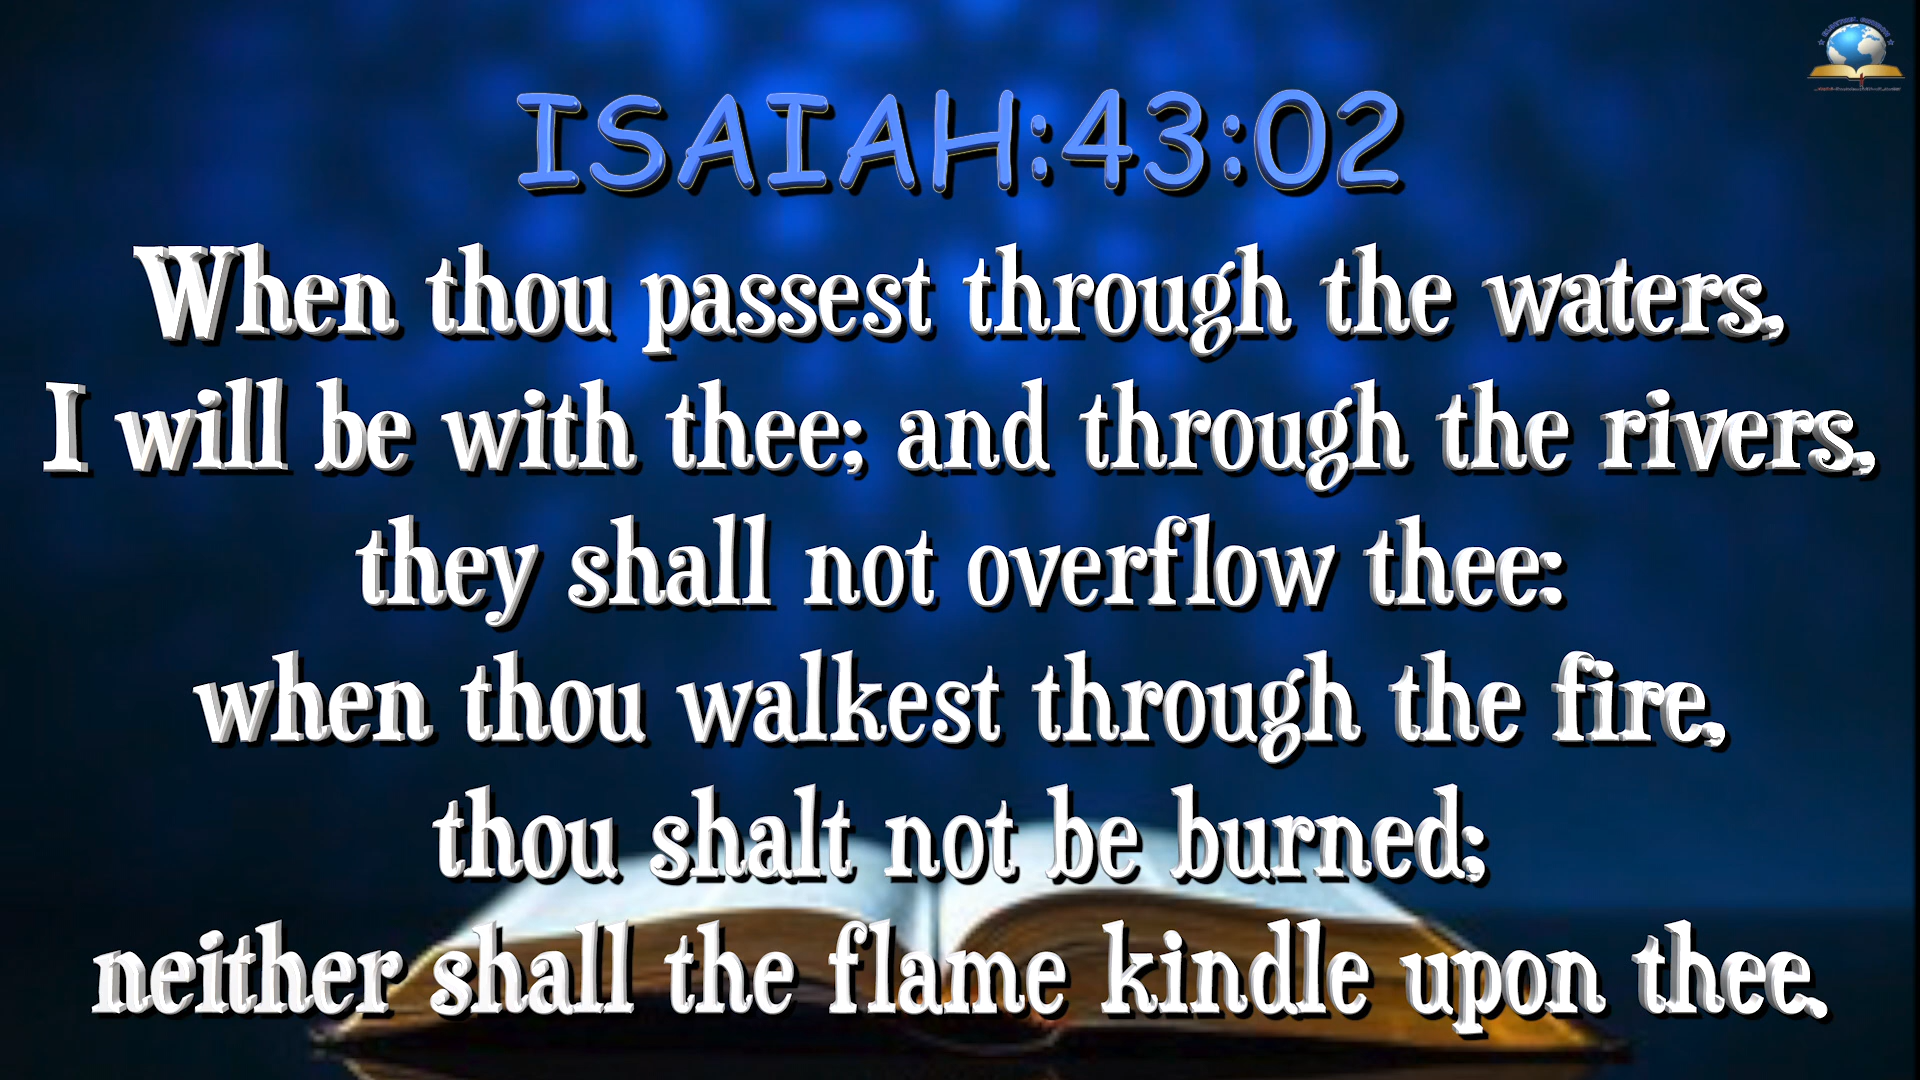 ISAIAH:43:02
When thou passest through the waters,
I will be with thee; and through the rivers,
they shall not overflow thee:
when thou walkest through the fire,
thou shalt not be burned;
neither shall the flame kindle upon thee.